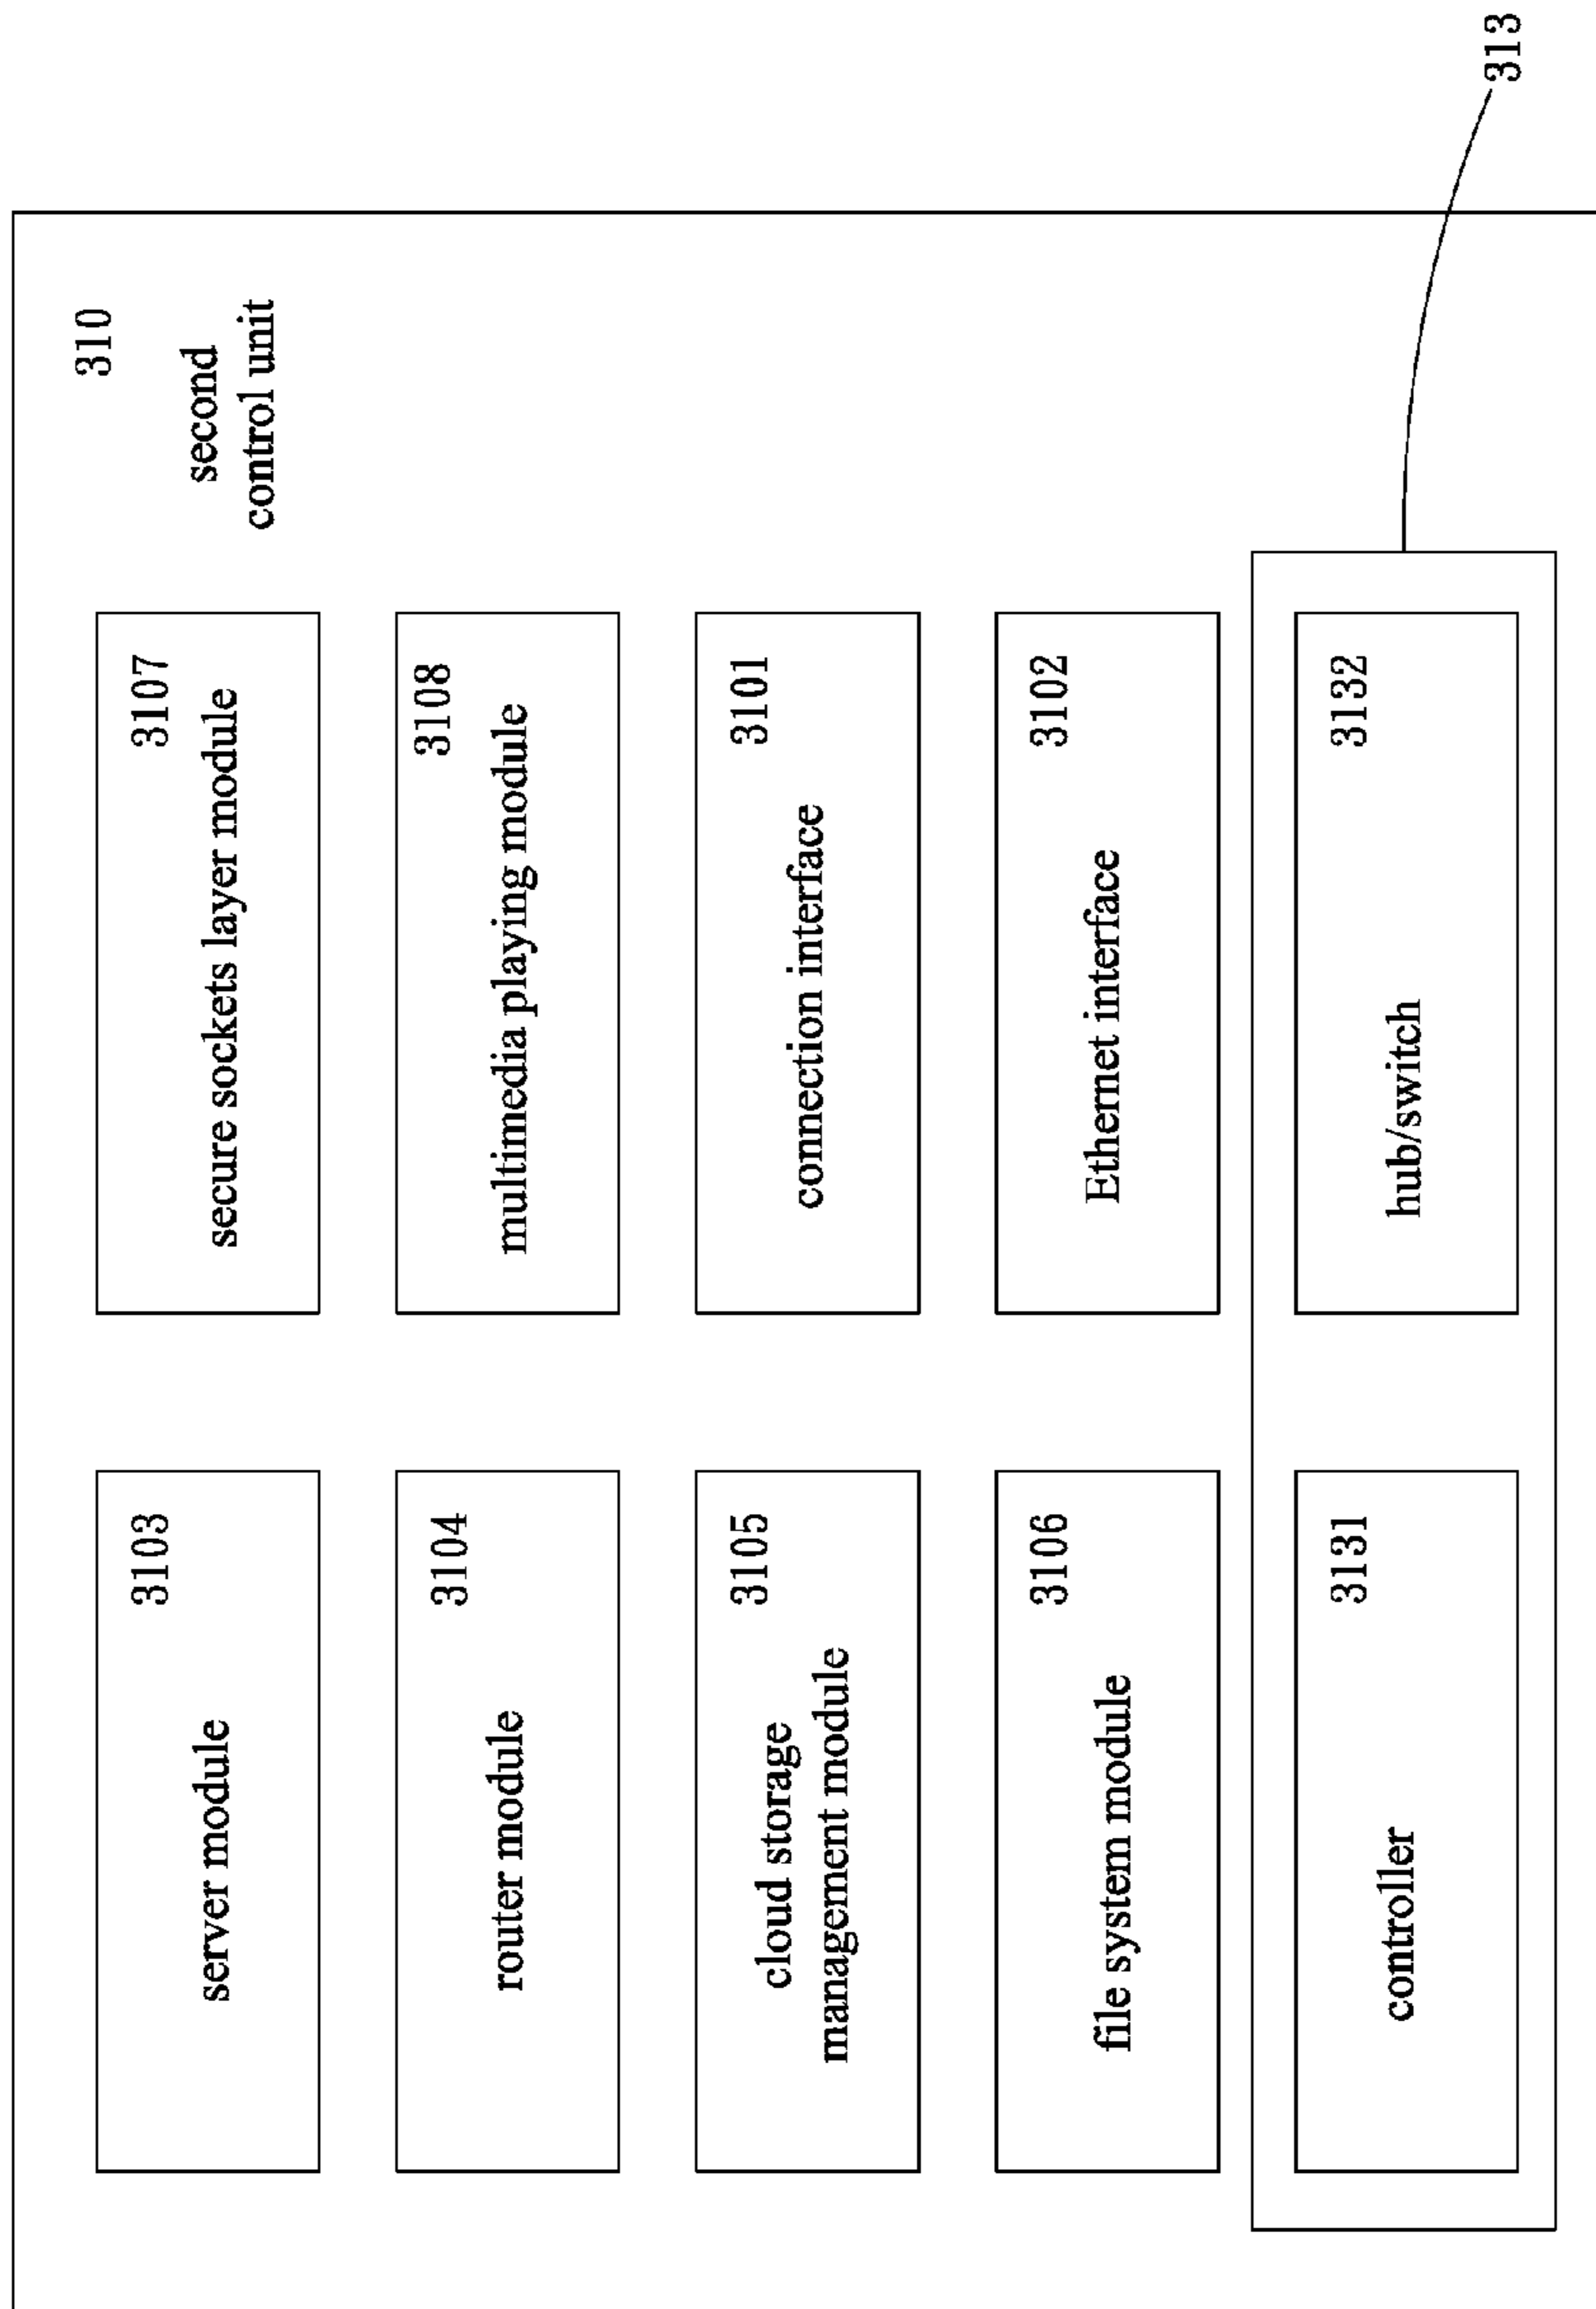 310
second
control unit
3103
server module
3107
secure sockets layer module
3104
router module
3108
multimedia playing module
3105
cloud storage
management module
3101
connection interface
3106
file system module
3102
Ethernet interface
3131
controller
3132
hub/switch
313